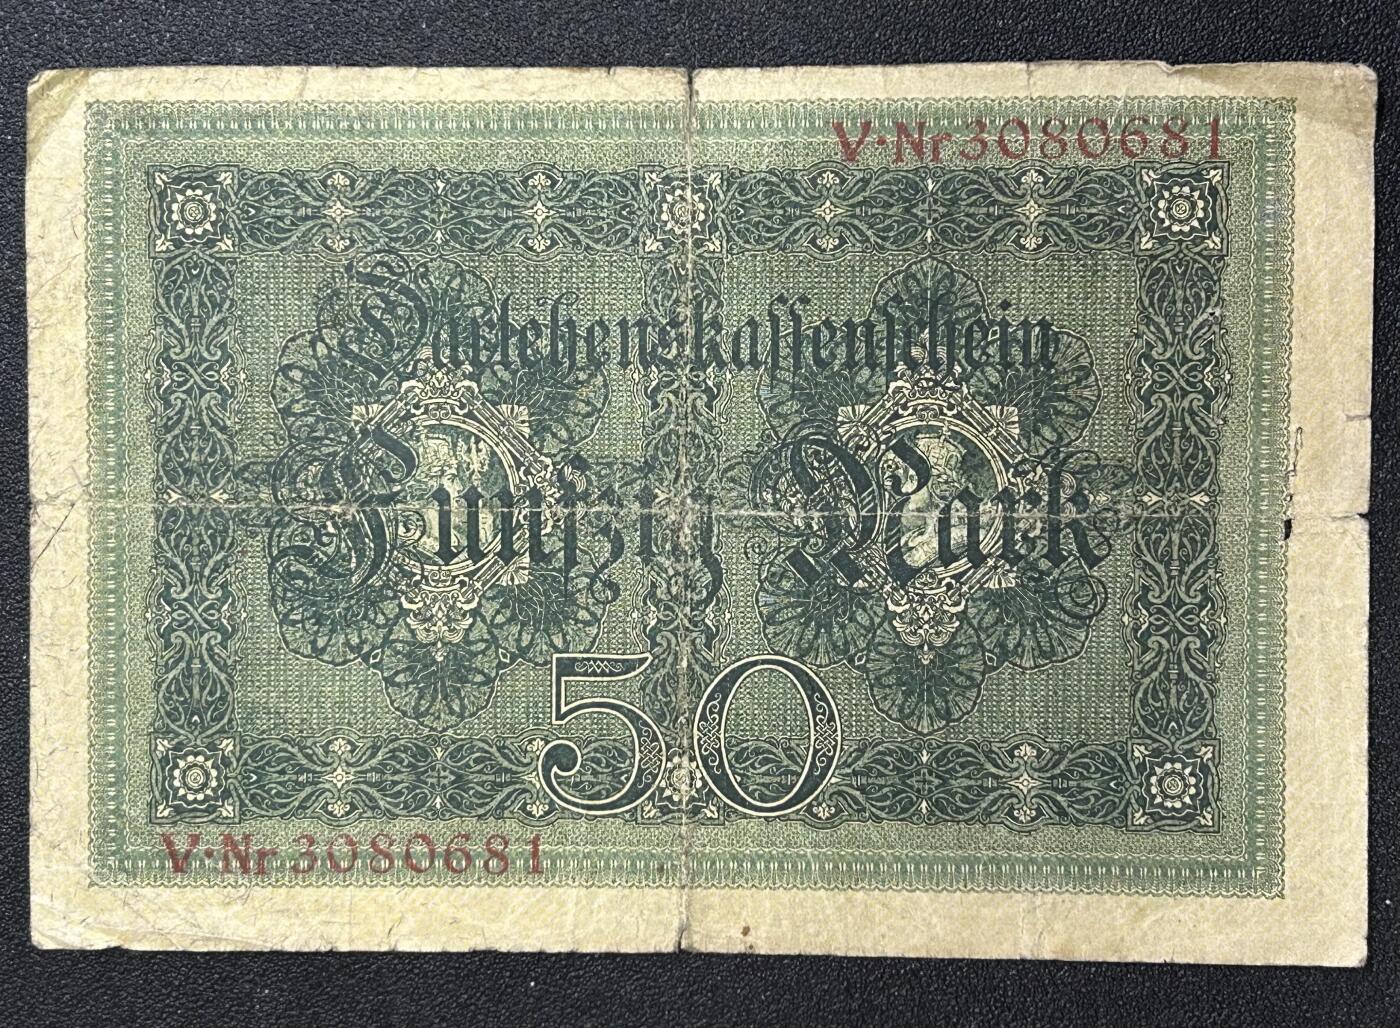 V·Nr 3080681
Darlehenskassenschein
Fünfzig Mark
50
V·Nr 3080681